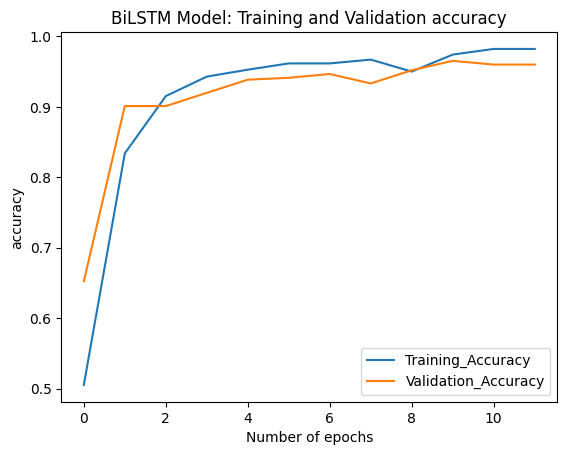 BiLSTM Model: Training and Validation accuracy
1.0
0.9
0.8
0.7
0.6
0.5
accuracy
Training_Accuracy
Validation_Accuracy
0 2 4 6 8 10
Number of epochs